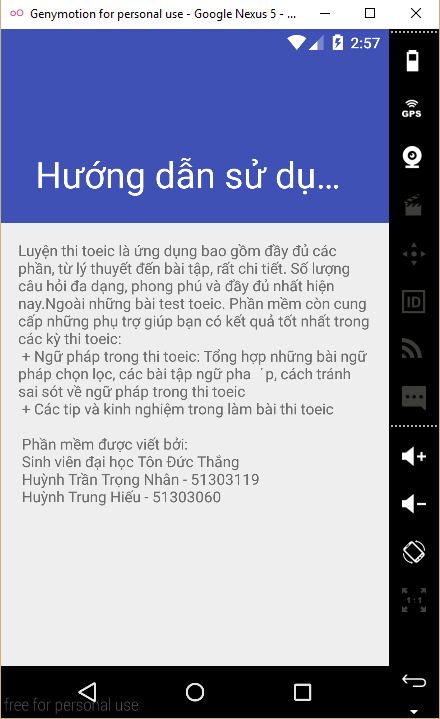 Genymotion for personal use - Google Nexus 5 - ...
2:57
Hướng dẫn sử dụ...
Luyện thi toeic là ứng dụng bao gồm đầy đủ các
phần, từ lý thuyết đến bài tập, rất chi tiết. Số lượng
câu hỏi đa dạng, phong phú và đầy đủ nhất hiện
nay.Ngoài những bài test toeic. Phần mềm còn cung
cấp những phụ trợ giúp bạn có kết quả tốt nhất trong
các kỳ thi toeic:
+ Ngữ pháp trong thi toeic: Tổng hợp những bài ngữ
pháp chọn lọc, các bài tập ngữ pha ́p, cách tránh
sai sót về ngữ pháp trong thi toeic
+ Các tip và kinh nghiệm trong làm bài thi toeic
Phần mềm được viết bởi:
Sinh viên đại học Tôn Đức Thắng
Huỳnh Trần Trọng Nhân - 51303119
Huỳnh Trung Hiếu - 51303060
GPS
ID
1:1
free for personal use